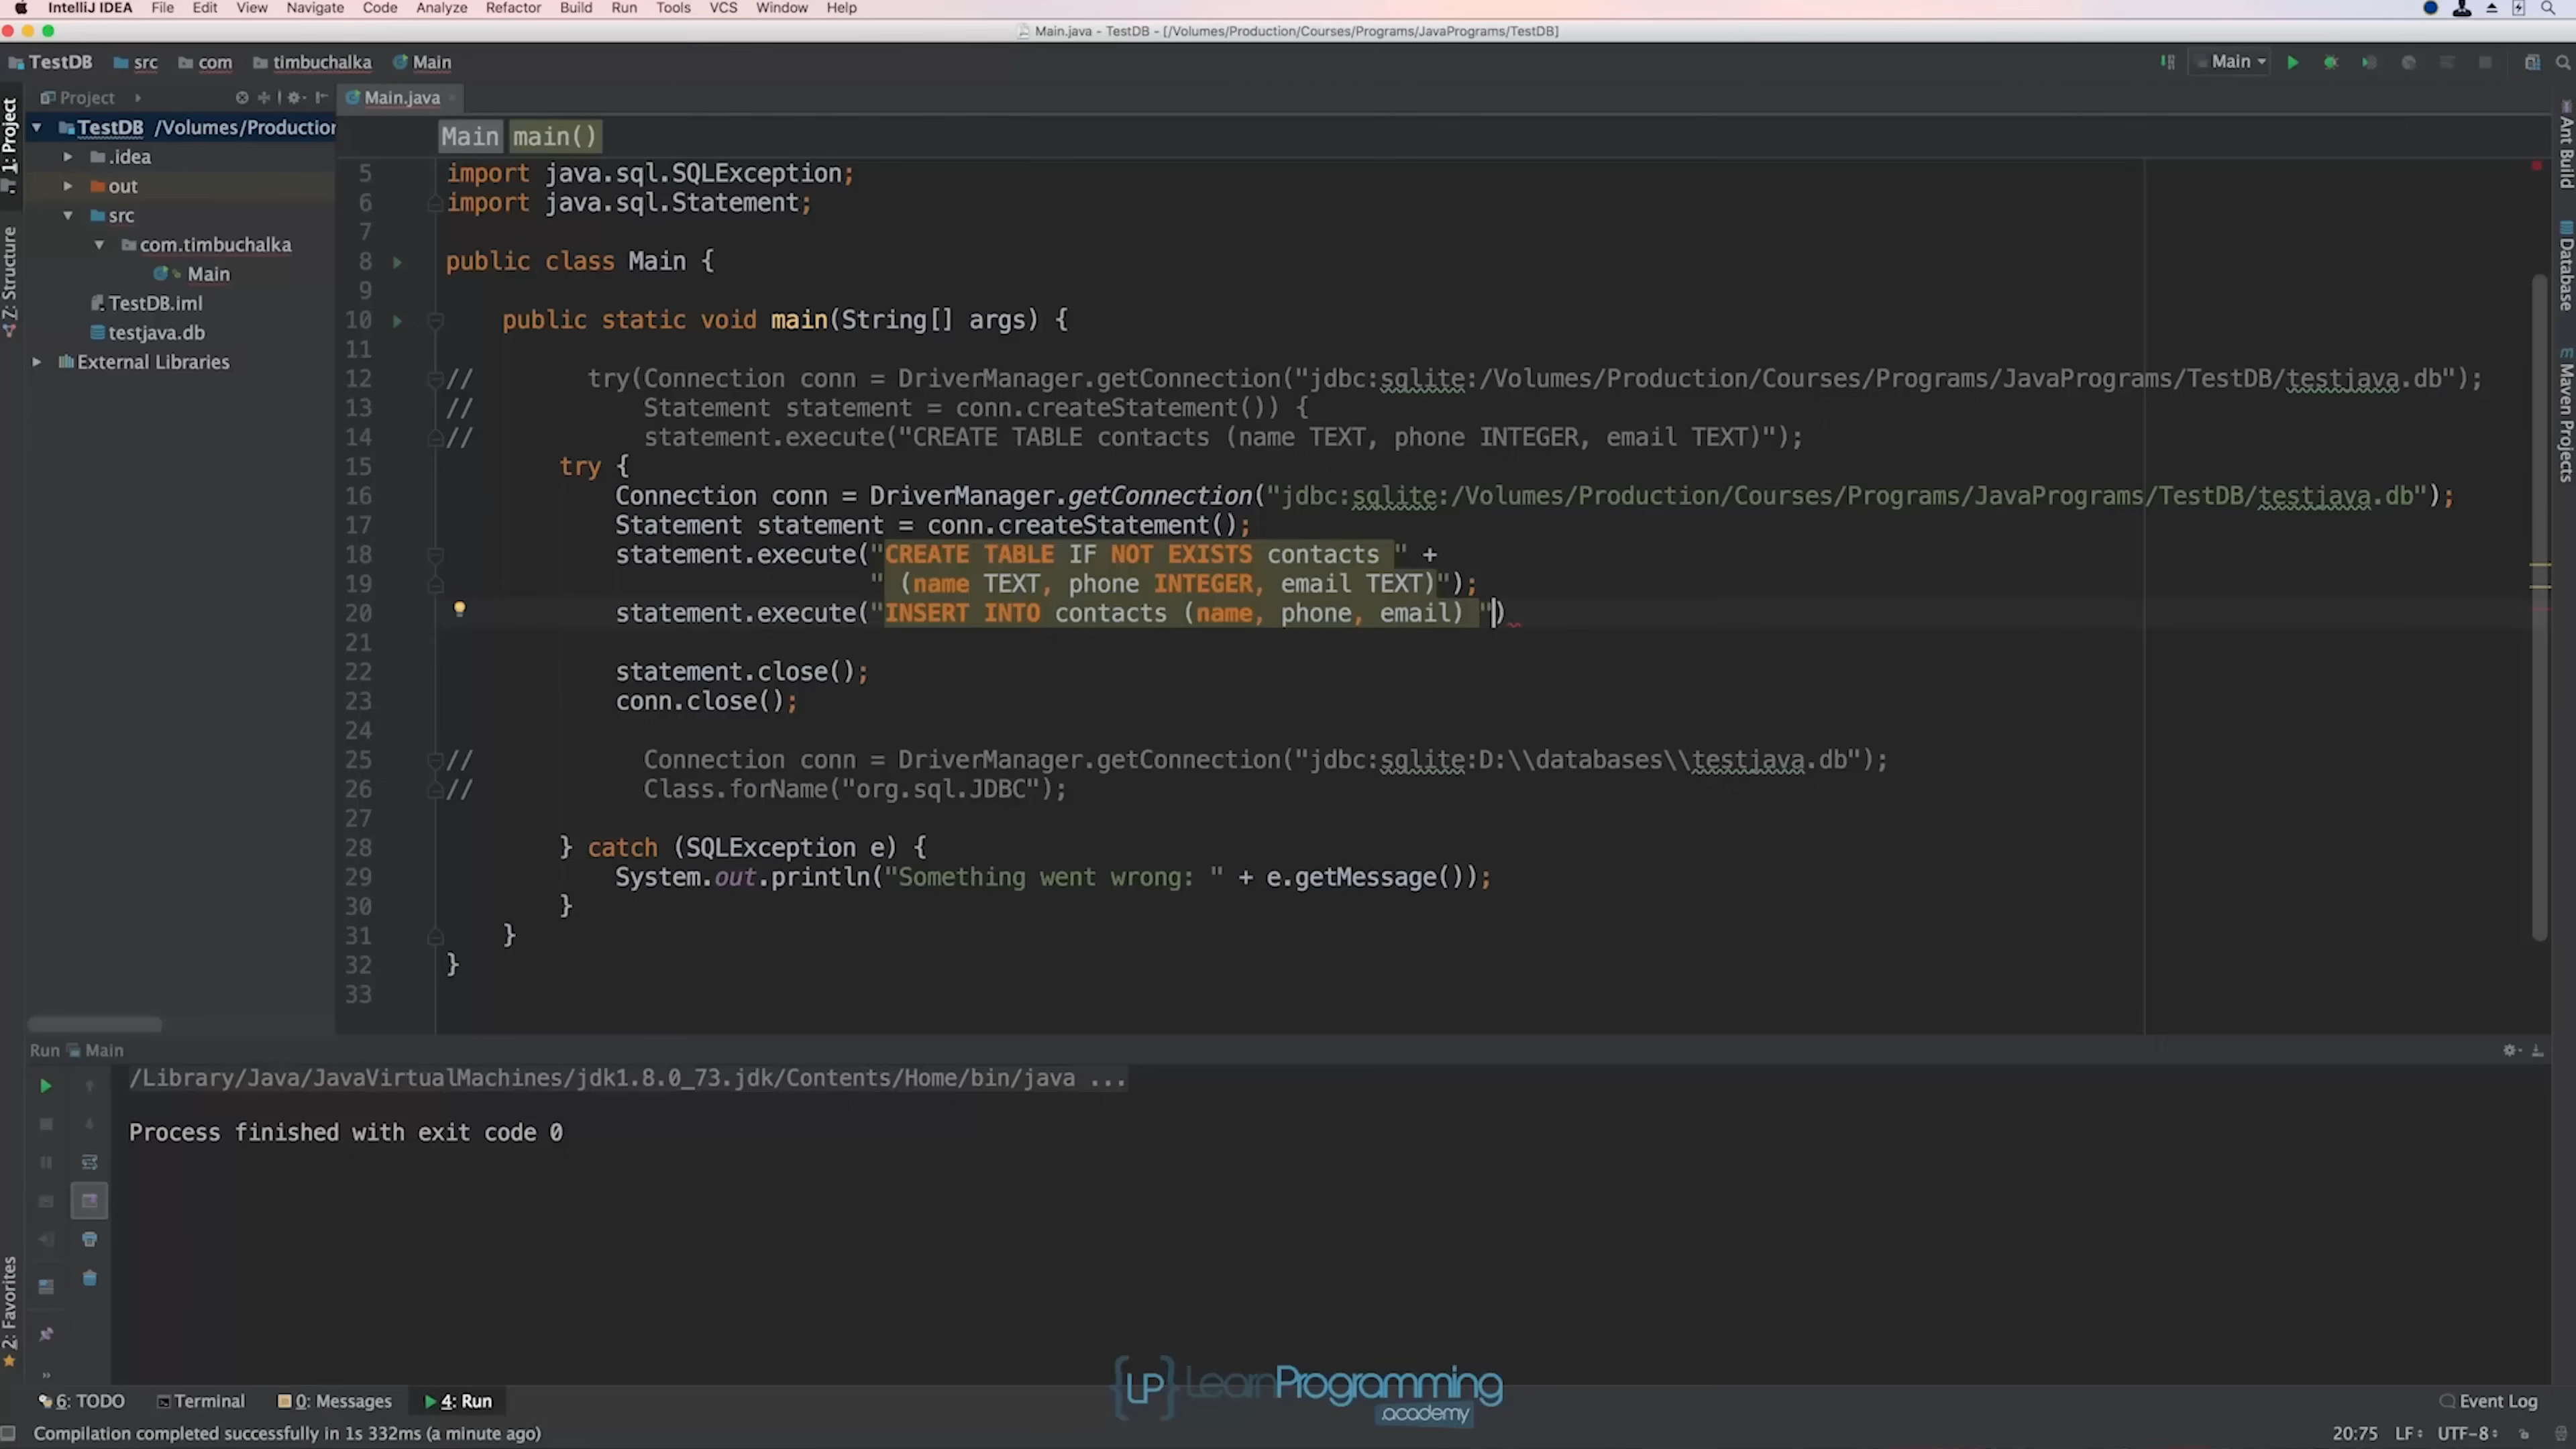 IntelliJ IDEA File Edit View Navigate Code Analyze Refactor Build Run Tools VCS Window Help
Main.java - TestDB - [/Volumes/Production/Courses/Programs/JavaPrograms/TestDB]
TestDB src com timbuchalka Main
Main
Project
Main.java
1: Project
Z: Structure
2: Favorites
TestDB /Volumes/Production
.idea
out
src
com.timbuchalka
Main
TestDB.iml
testjava.db
External Libraries
Main main()
5 import java.sql.SQLException;
6 import java.sql.Statement;
7
8 public class Main {
9
10 public static void main(String[] args) {
11
12 // try(Connection conn = DriverManager.getConnection("jdbc:sqlite:/Volumes/Production/Courses/Programs/JavaPrograms/TestDB/testjava.db");
13 // Statement statement = conn.createStatement()) {
14 // statement.execute("CREATE TABLE contacts (name TEXT, phone INTEGER, email TEXT)");
15 try {
16 Connection conn = DriverManager.getConnection("jdbc:sqlite:/Volumes/Production/Courses/Programs/JavaPrograms/TestDB/testjava.db");
17 Statement statement = conn.createStatement();
18 statement.execute("CREATE TABLE IF NOT EXISTS contacts " +
19 " (name TEXT, phone INTEGER, email TEXT)");
20 statement.execute("INSERT INTO contacts (name, phone, email) ")
21
22 statement.close();
23 conn.close();
24
25 // Connection conn = DriverManager.getConnection("jdbc:sqlite:D:\\databases\\testjava.db");
26 // Class.forName("org.sql.JDBC");
27
28 } catch (SQLException e) {
29 System.out.println("Something went wrong: " + e.getMessage());
30 }
31 }
32 }
33
Ant Build
Database
Maven Projects
Run Main
/Library/Java/JavaVirtualMachines/jdk1.8.0_73.jdk/Contents/Home/bin/java ...
Process finished with exit code 0
{LP} LearnProgramming
.academy
6: TODO Terminal 0: Messages 4: Run
Event Log
Compilation completed successfully in 1s 332ms (a minute ago)
20:75 LF UTF-8